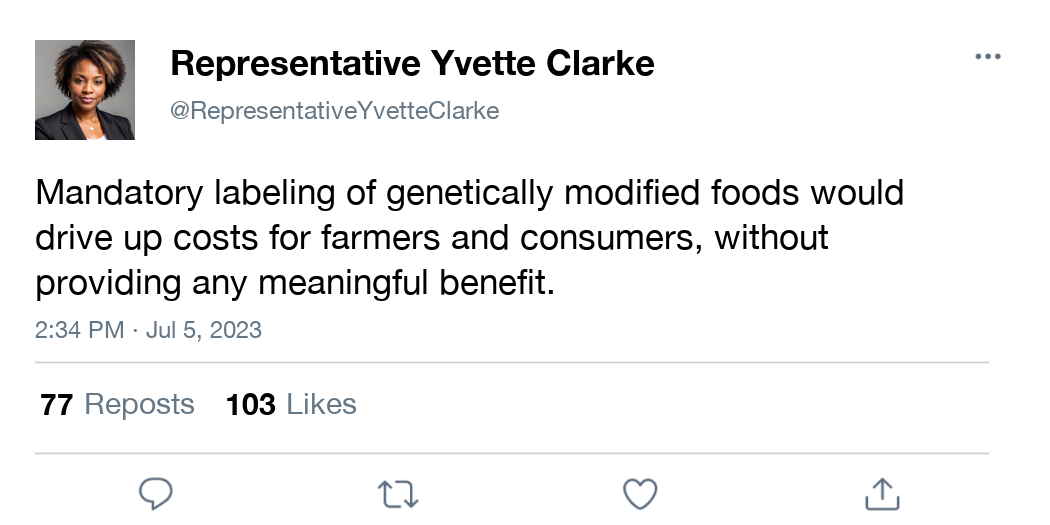 Representative Yvette Clarke
@RepresentativeYvetteClarke
Mandatory labeling of genetically modified foods would
drive up costs for farmers and consumers, without
providing any meaningful benefit.
2:34 PM · Jul 5, 2023
77 Reposts 103 Likes